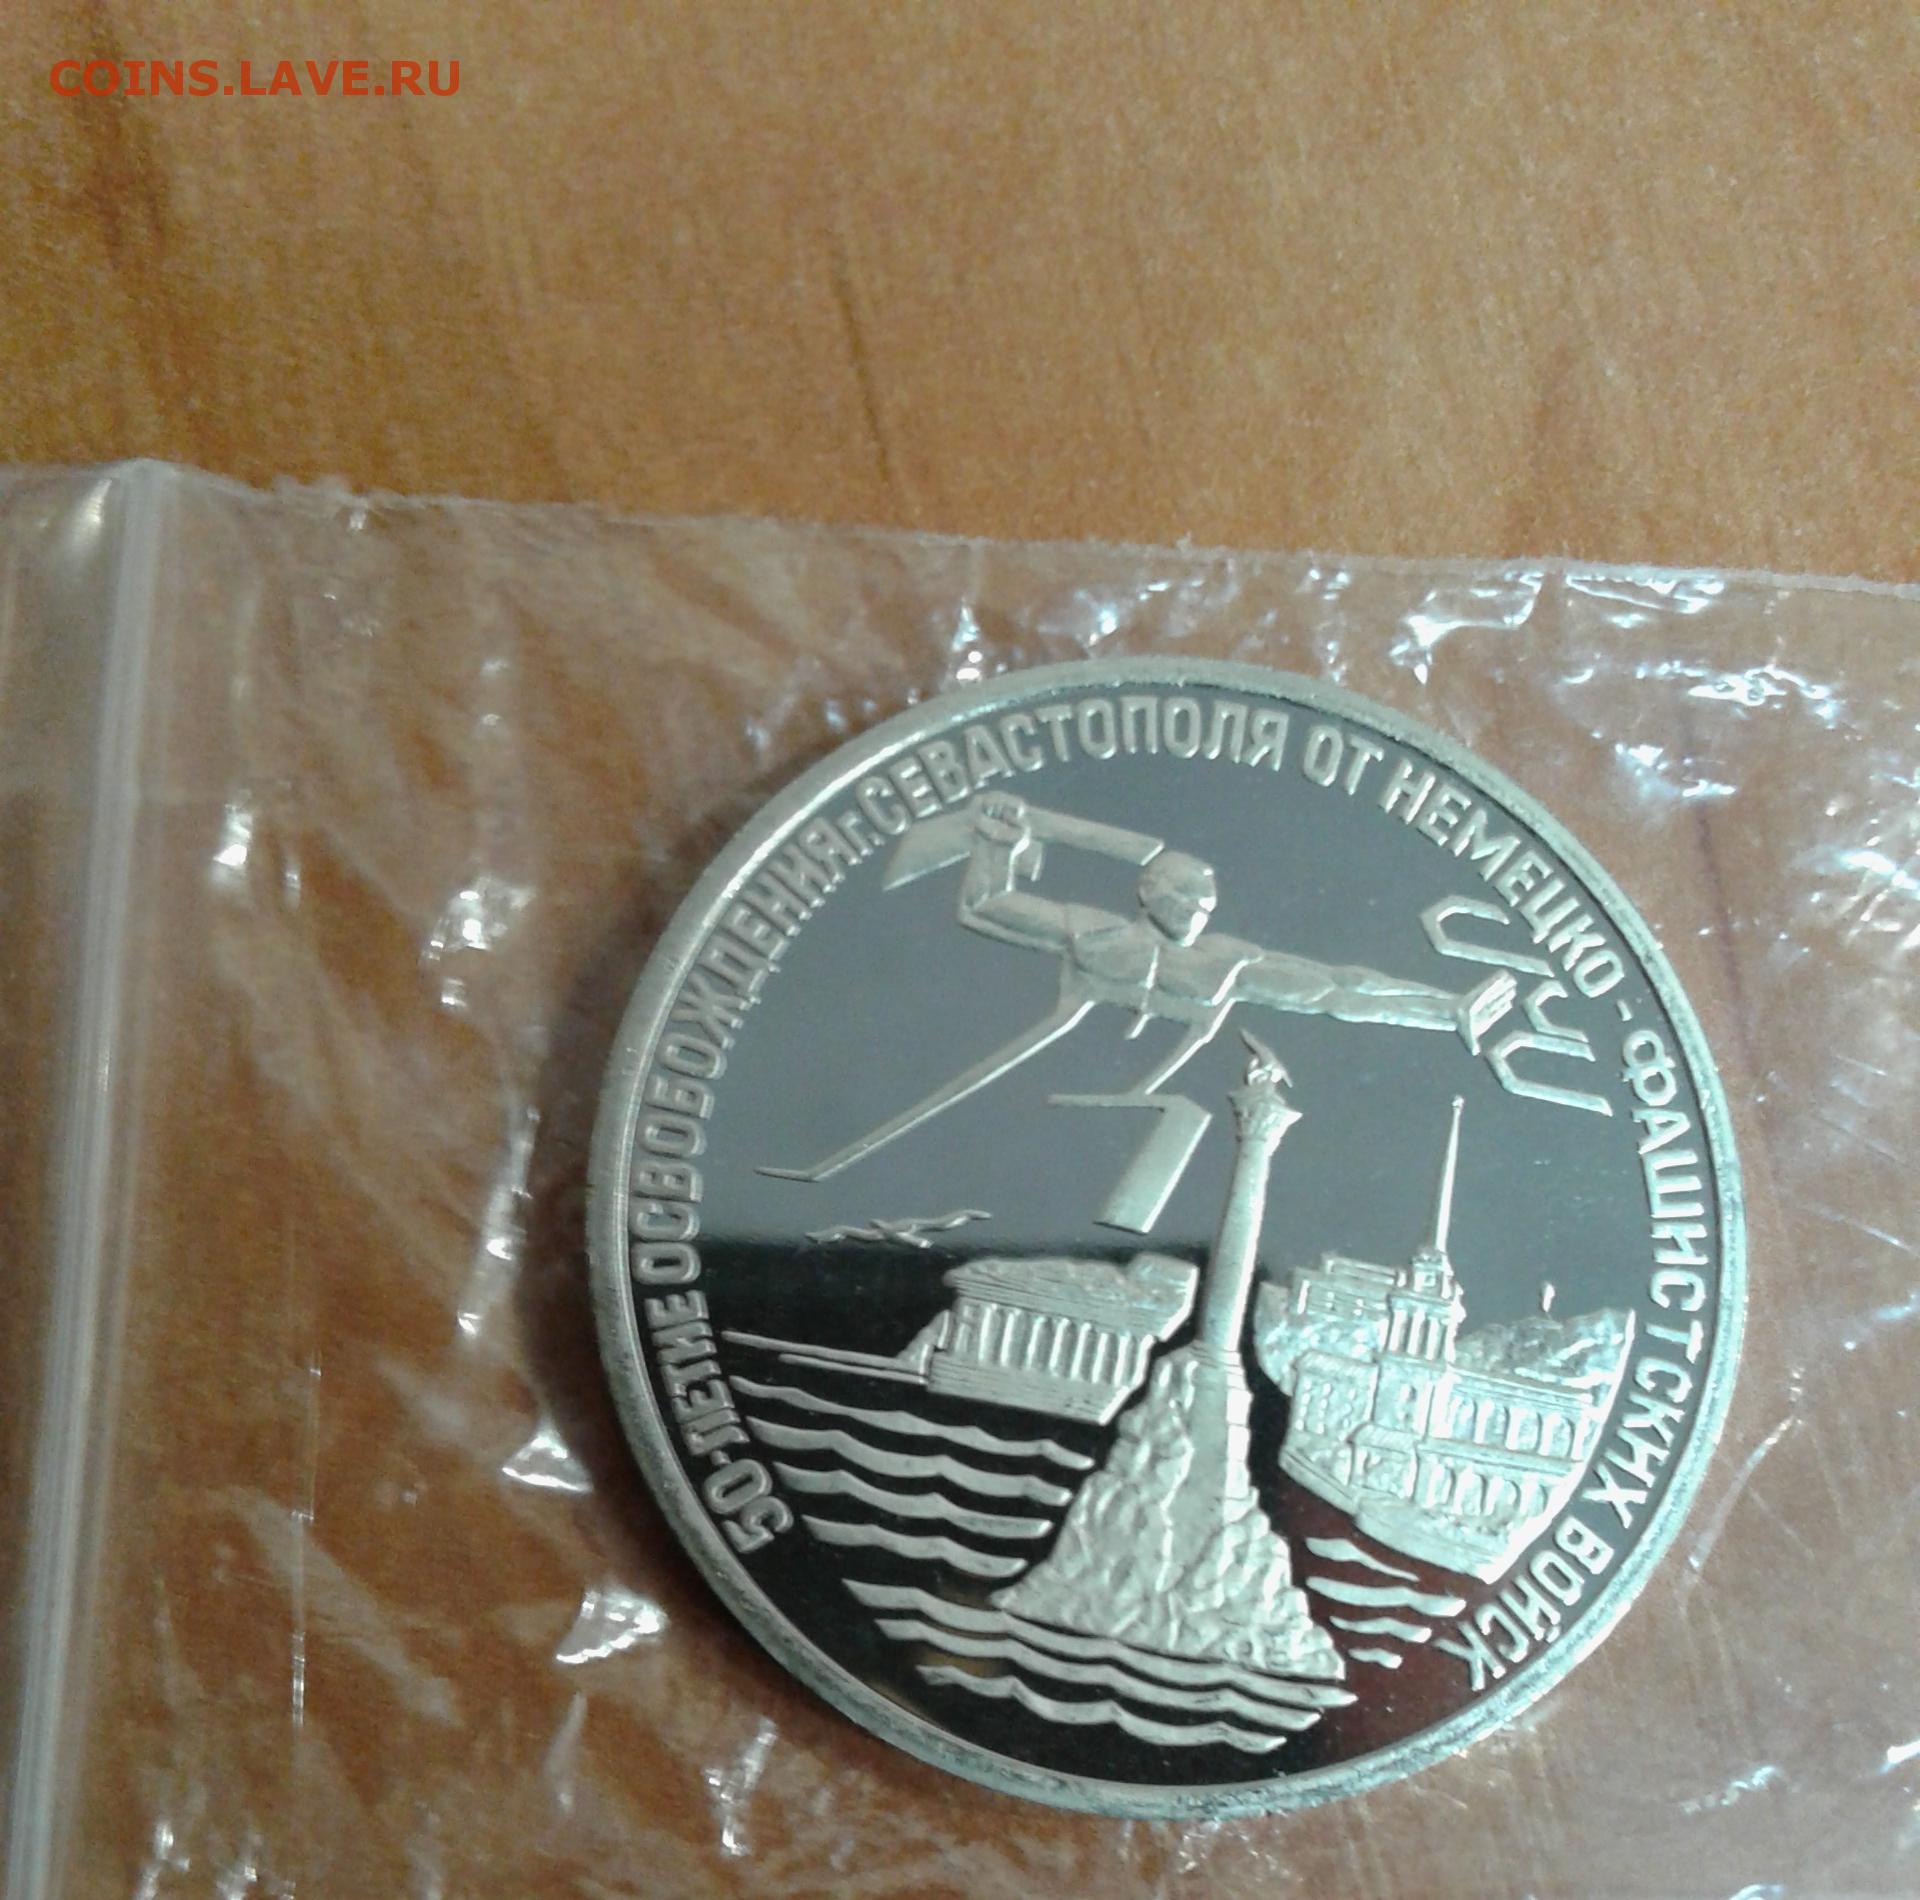 COINS.LAVE.RU
50-ЛЕТИЕ ОСВОБОЖДЕНИЯ г. СЕВАСТОПОЛЯ ОТ НЕМЕЦКО-ФАШИСТСКИХ ВОЙСК